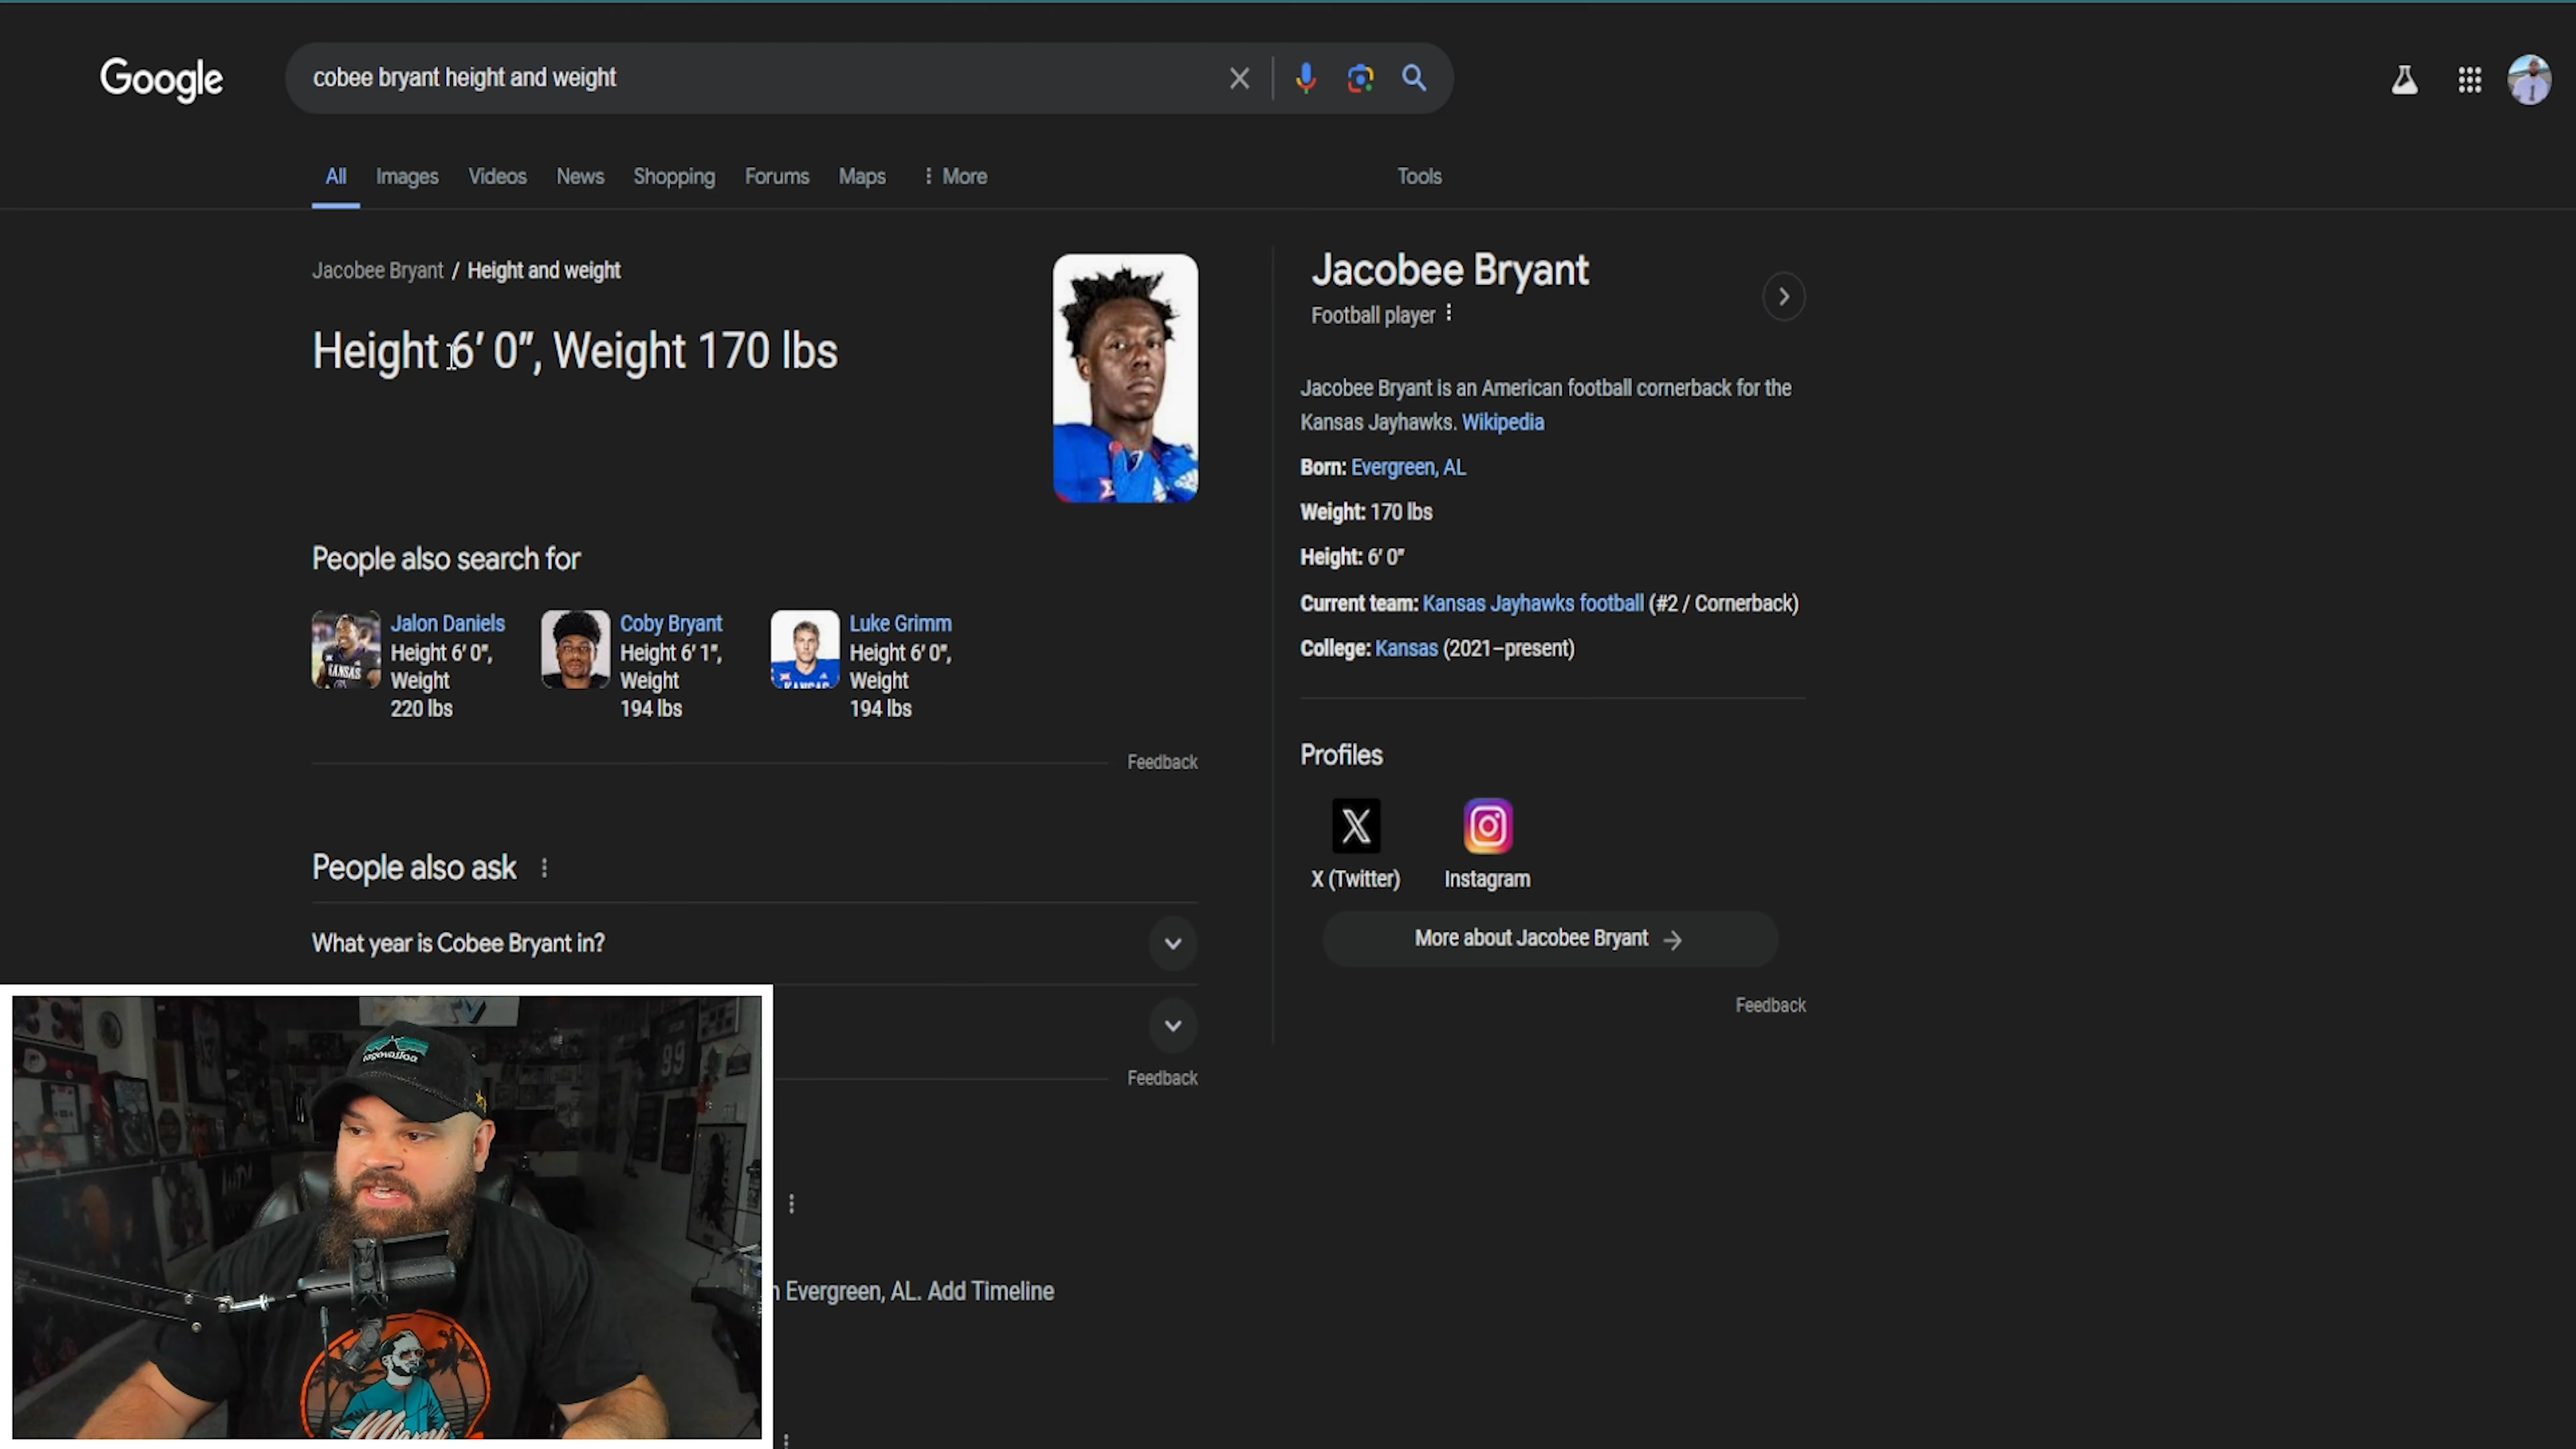 Google
cobee bryant height and weight
All Images Videos News Shopping Forums Maps More Tools
Jacobee Bryant / Height and weight
Height 6′ 0″, Weight 170 lbs
People also search for
Jalon Daniels
Height 6′ 0″,
Weight
220 lbs
Coby Bryant
Height 6′ 1″,
Weight
194 lbs
Luke Grimm
Height 6′ 0″,
Weight
194 lbs
KANSAS
KANSAS
Feedback
People also ask
What year is Cobee Bryant in?
Feedback
n Evergreen, AL. Add Timeline
Jacobee Bryant
Football player
Jacobee Bryant is an American football cornerback for the
Kansas Jayhawks. Wikipedia
Born: Evergreen, AL
Weight: 170 lbs
Height: 6′ 0″
Current team: Kansas Jayhawks football (#2 / Cornerback)
College: Kansas (2021–present)
Profiles
X (Twitter)
Instagram
More about Jacobee Bryant
Feedback
89